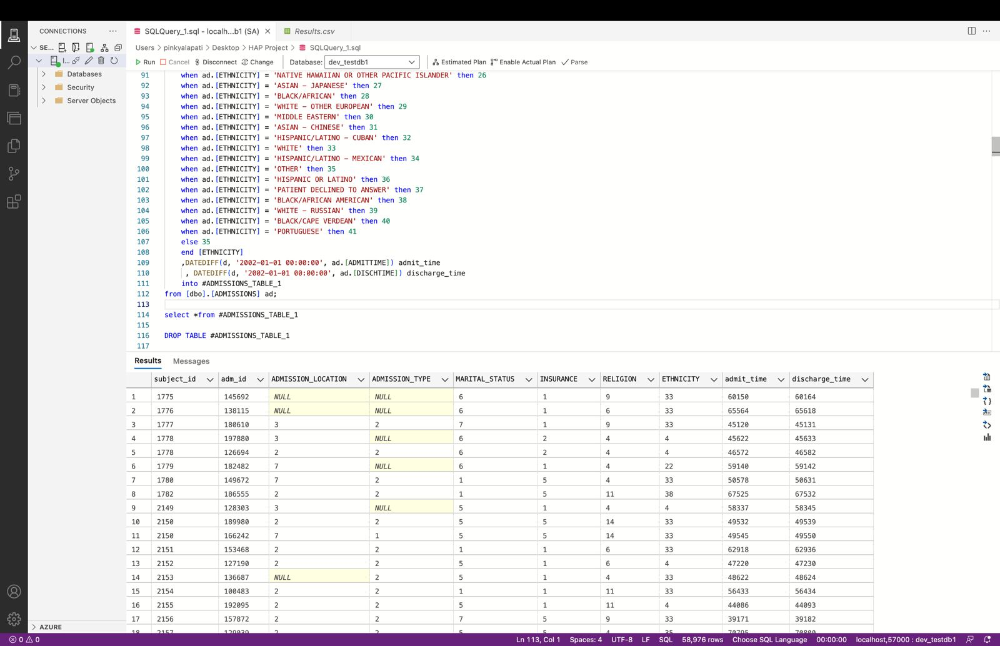 CONNECTIONS
SQLQuery_1.sql - localh...b1 (SA)
Results.csv
SE...
Users > pinkyalapati > Desktop > HAP Project > SQLQuery_1.sql
I...
Run Cancel Disconnect Change Database: dev_testdb1 Estimated Plan Enable Actual Plan Parse
Databases
Security
Server Objects
91 when ad.[ETHNICITY] = 'NATIVE HAWAIIAN OR OTHER PACIFIC ISLANDER' then 26
92 when ad.[ETHNICITY] = 'ASIAN - JAPANESE' then 27
93 when ad.[ETHNICITY] = 'BLACK/AFRICAN' then 28
94 when ad.[ETHNICITY] = 'WHITE - OTHER EUROPEAN' then 29
95 when ad.[ETHNICITY] = 'MIDDLE EASTERN' then 30
96 when ad.[ETHNICITY] = 'ASIAN - CHINESE' then 31
97 when ad.[ETHNICITY] = 'HISPANIC/LATINO - CUBAN' then 32
98 when ad.[ETHNICITY] = 'WHITE' then 33
99 when ad.[ETHNICITY] = 'HISPANIC/LATINO - MEXICAN' then 34
100 when ad.[ETHNICITY] = 'OTHER' then 35
101 when ad.[ETHNICITY] = 'HISPANIC OR LATINO' then 36
102 when ad.[ETHNICITY] = 'PATIENT DECLINED TO ANSWER' then 37
103 when ad.[ETHNICITY] = 'BLACK/AFRICAN AMERICAN' then 38
104 when ad.[ETHNICITY] = 'WHITE - RUSSIAN' then 39
105 when ad.[ETHNICITY] = 'BLACK/CAPE VERDEAN' then 40
106 when ad.[ETHNICITY] = 'PORTUGUESE' then 41
107 else 35
108 end [ETHNICITY]
109 ,DATEDIFF(d, '2002-01-01 00:00:00', ad.[ADMITTIME]) admit_time
110 , DATEDIFF(d, '2002-01-01 00:00:00', ad.[DISCHTIME]) discharge_time
111 into #ADMISSIONS_TABLE_1
112 from [dbo].[ADMISSIONS] ad;
113
114 select *from #ADMISSIONS_TABLE_1
115
116 DROP TABLE #ADMISSIONS_TABLE_1
117
Results Messages
subject_id adm_id ADMISSION_LOCATION ADMISSION_TYPE MARITAL_STATUS INSURANCE RELIGION ETHNICITY admit_time discharge_time
1 1775 145692 NULL NULL 6 1 9 33 60150 60164
2 1776 138115 NULL NULL 6 1 6 33 65564 65618
3 1777 180610 3 2 7 1 9 33 45120 45131
4 1778 197880 3 NULL 6 2 4 4 45622 45633
5 1778 126694 2 2 6 2 4 4 46572 46582
6 1779 182482 7 NULL 6 1 4 22 59140 59142
7 1780 149672 7 2 1 5 4 33 50578 50631
8 1782 186555 2 2 1 5 11 38 67525 67532
9 2149 128303 3 NULL 5 1 4 4 58337 58345
10 2150 189980 2 2 5 5 14 33 49532 49539
11 2150 166242 7 1 5 5 14 33 49545 49550
12 2151 153468 2 2 1 1 6 33 62918 62936
13 2152 127190 2 2 5 1 6 4 47220 47230
14 2153 136687 NULL 2 5 1 4 33 48622 48624
15 2154 100483 2 2 1 1 11 33 56433 56434
16 2155 192095 2 2 5 1 11 4 44086 44093
17 2156 157872 2 2 7 5 9 33 39171 39182
AZURE
0 0 Ln 113, Col 1 Spaces: 4 UTF-8 LF SQL 58,976 rows Choose SQL Language 00:00:00 localhost,57000 : dev_testdb1